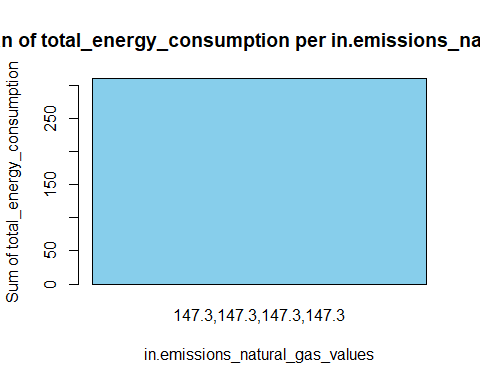 n of total_energy_consumption per in.emissions_na
Sum of total_energy_consumption
250
150
50
0
147.3,147.3,147.3,147.3
in.emissions_natural_gas_values